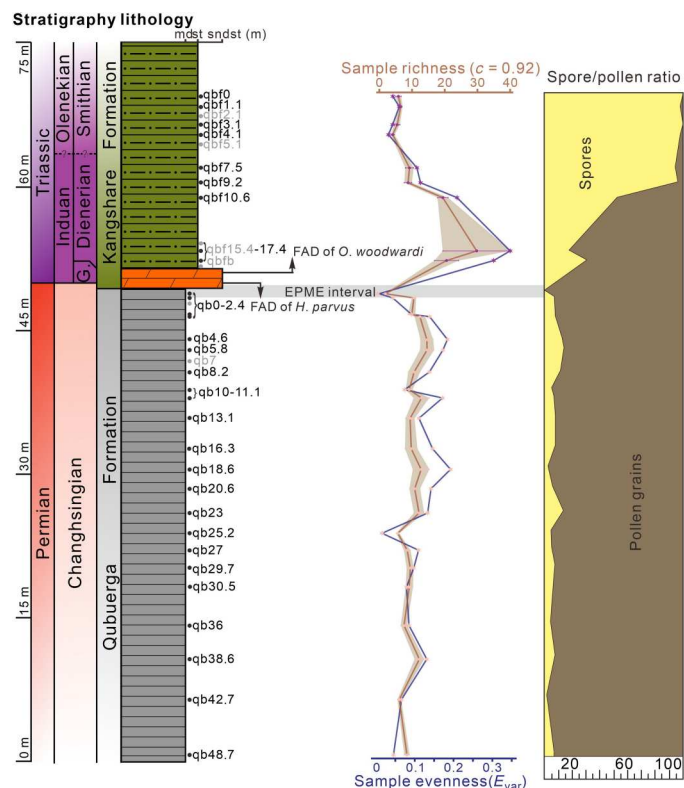 Stratigraphy lithology
mdst sndst (m)
75 m
60 m
45 m
30 m
15 m
0 m
Triassic
Permian
Olenekian
Induan
Changhsingian
Smithian
Dienerian
G.
?
?
Kangshare Formation
Qubuerga Formation
qbf0
qbf1.1
qbf2.1
qbf3.1
qbf4.1
qbf5.1
qbf7.5
qbf9.2
qbf10.6
qbf15.4-17.4
qbfb
FAD of O. woodwardi
EPME interval
FAD of H. parvus
qb0-2.4
qb4.6
qb5.8
qb7
qb8.2
qb10-11.1
qb13.1
qb16.3
qb18.6
qb20.6
qb23
qb25.2
qb27
qb29.7
qb30.5
qb36
qb38.6
qb42.7
qb48.7
Sample richness (c = 0.92)
0 10 20 30 40
0 0.1 0.2 0.3
Sample evenness(Evar)
Spore/pollen ratio
Spores
Pollen grains
20 60 100